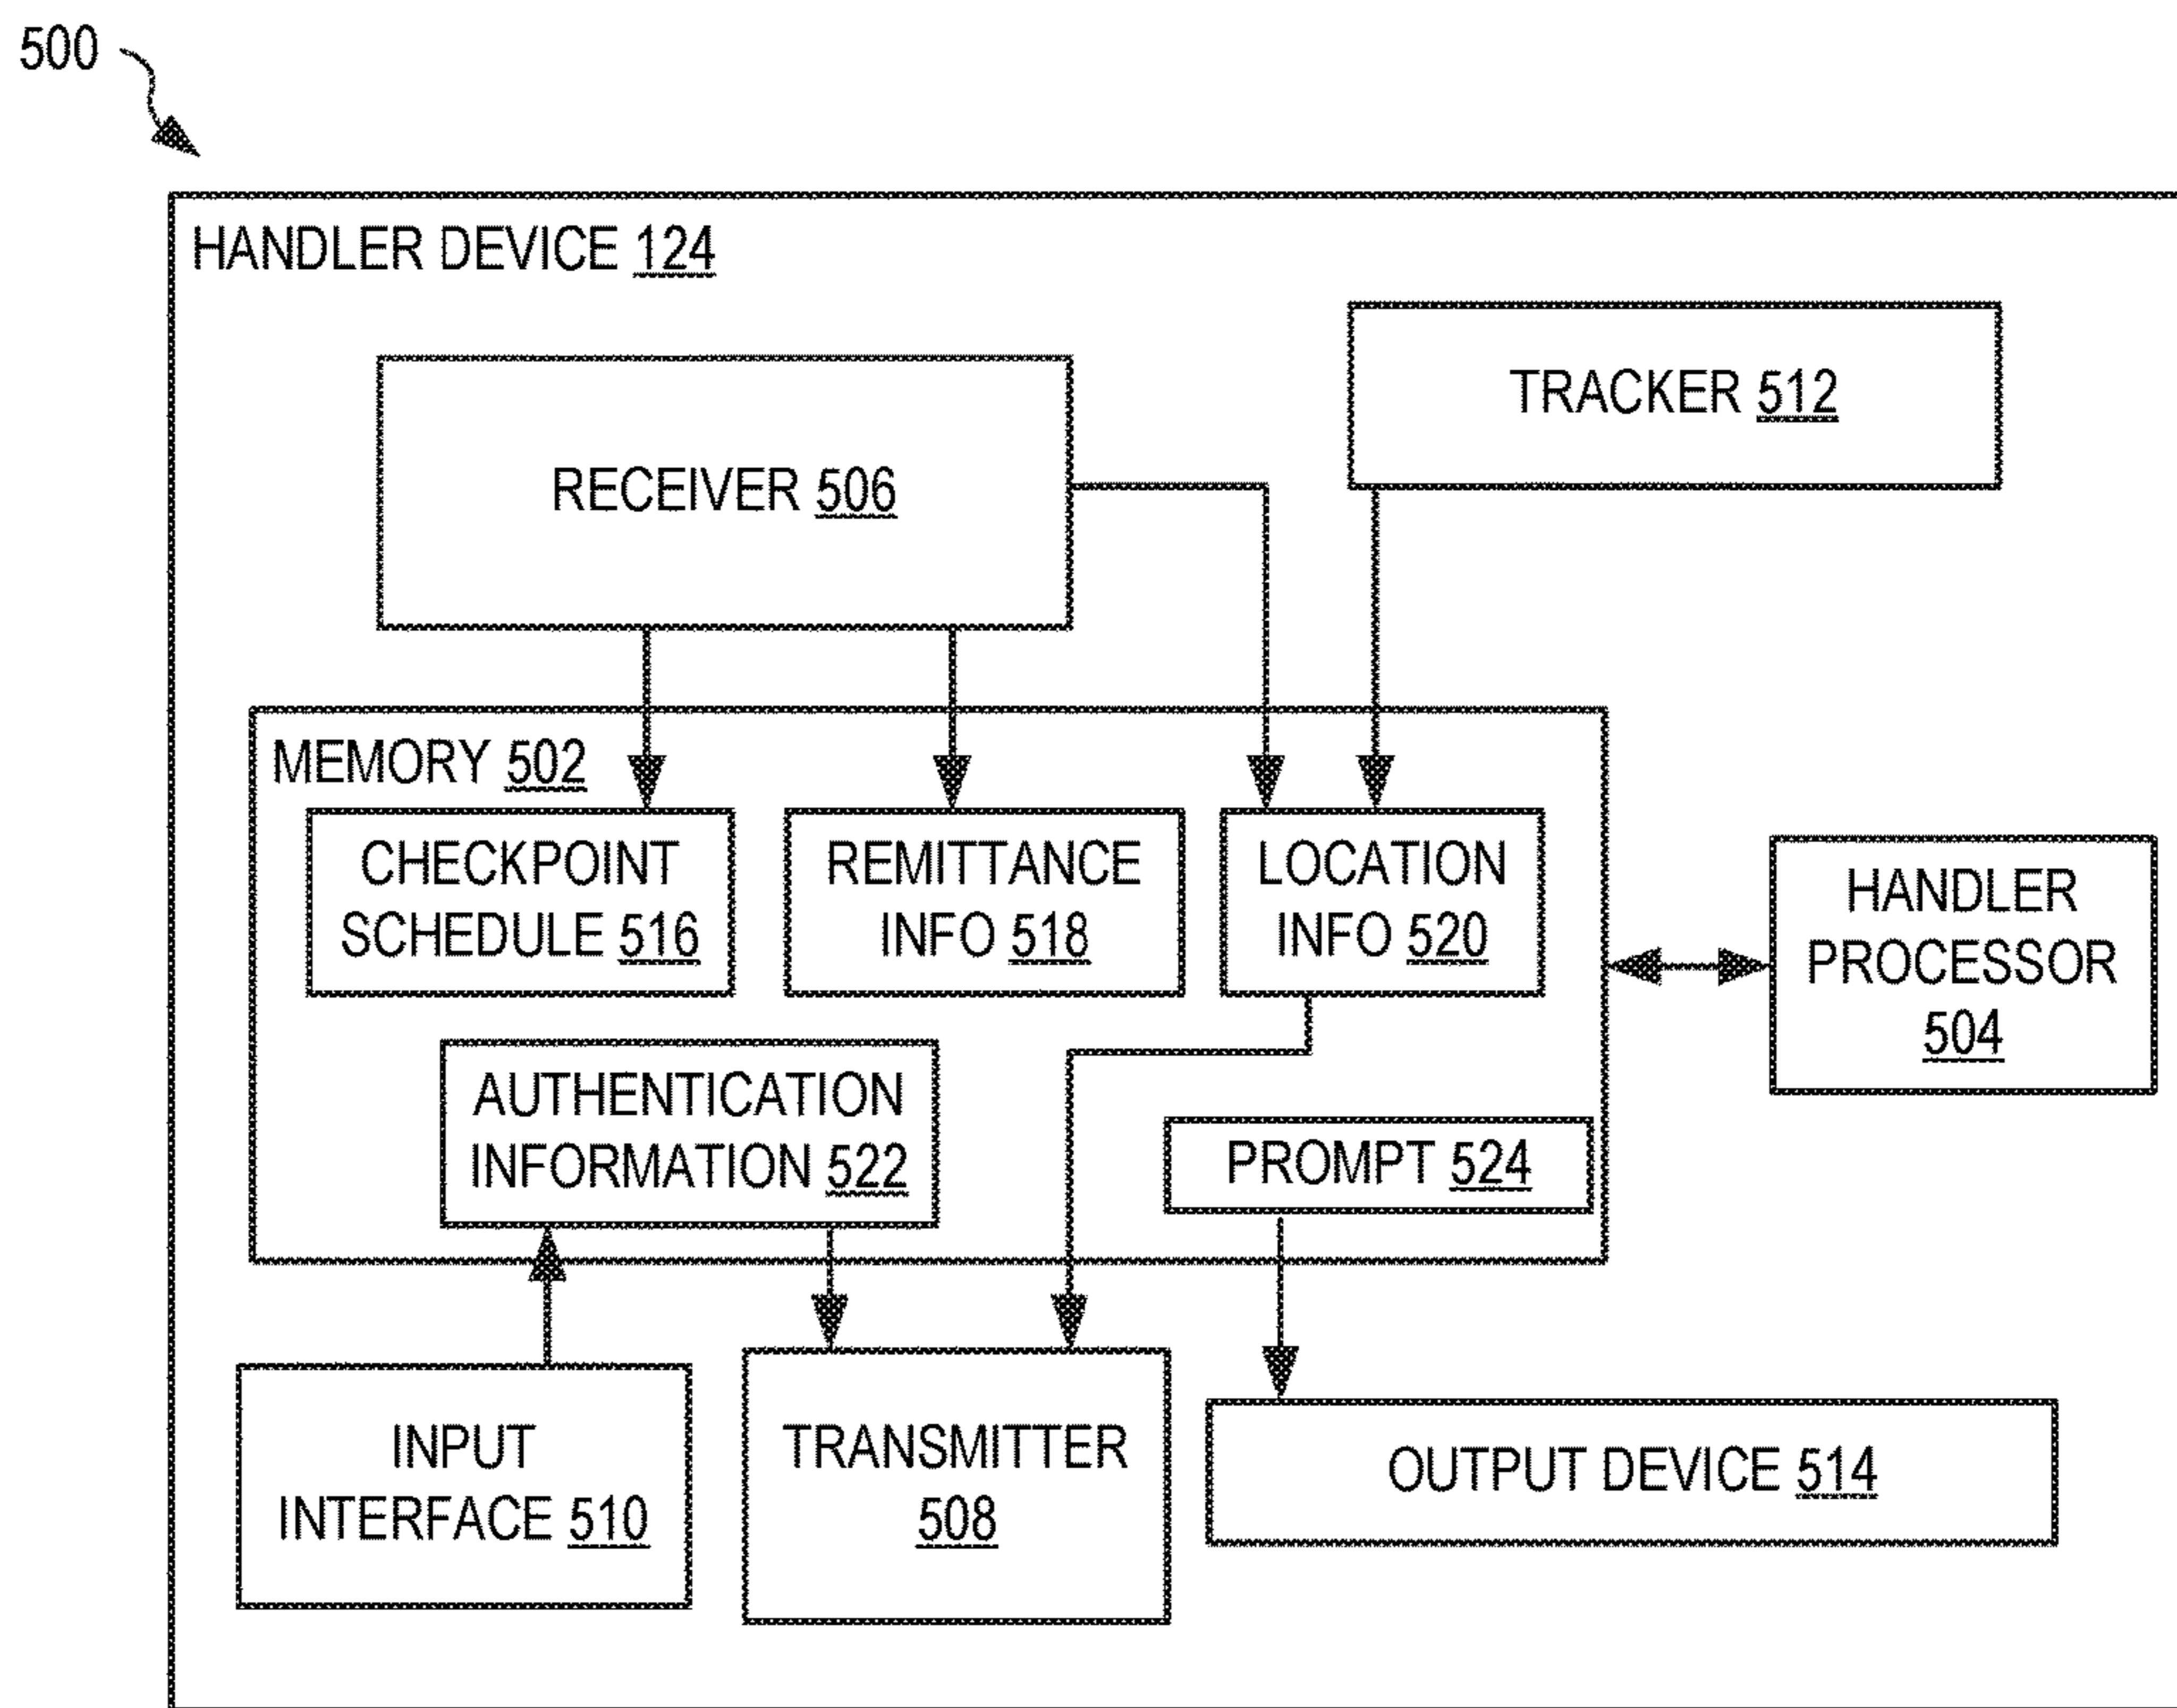 500
HANDLER DEVICE 124
TRACKER 512
RECEIVER 506
MEMORY 502
CHECKPOINT
SCHEDULE 516
REMITTANCE
INFO 518
LOCATION
INFO 520
HANDLER
PROCESSOR
504
AUTHENTICATION
INFORMATION 522
PROMPT 524
INPUT
INTERFACE 510
TRANSMITTER
508
OUTPUT DEVICE 514